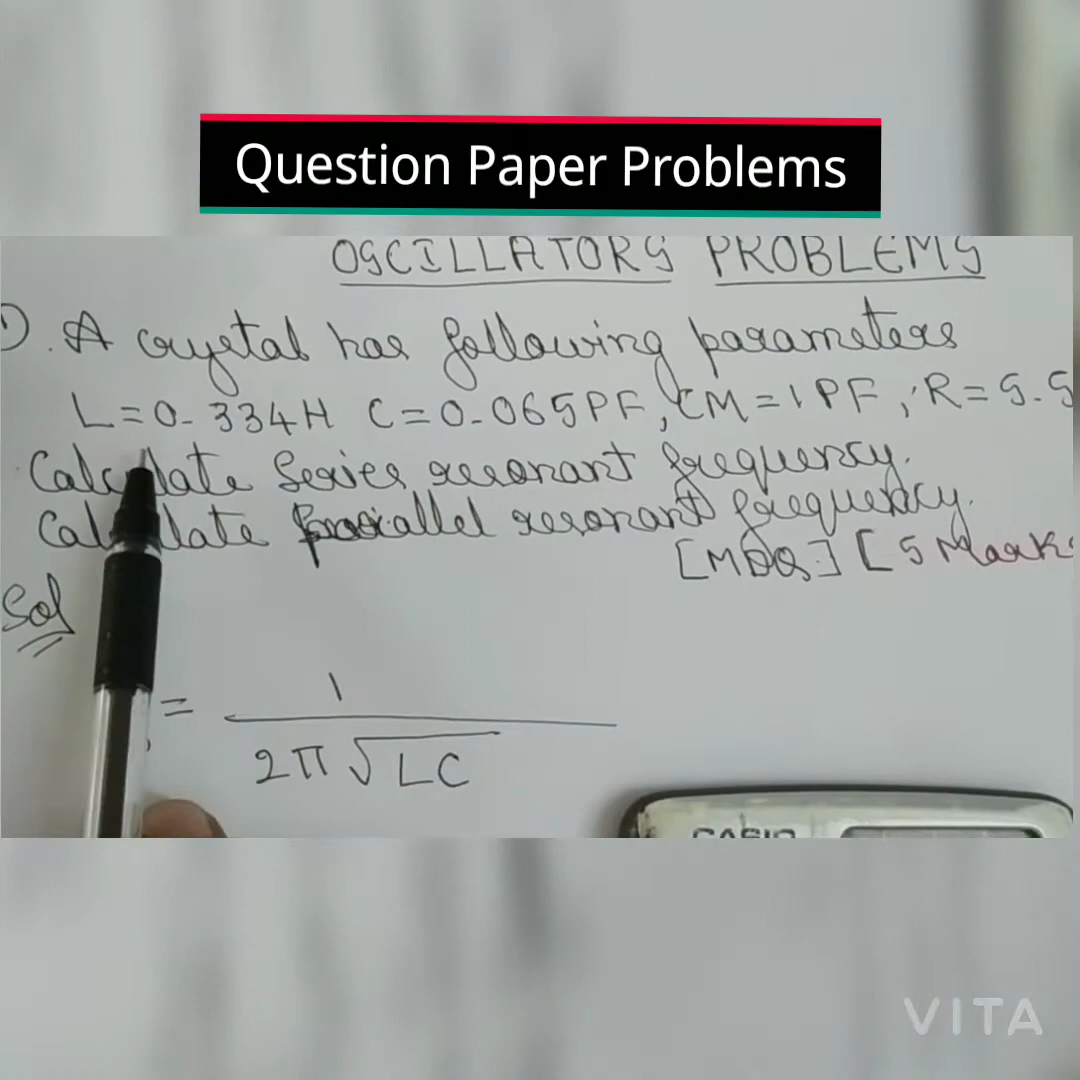 Question Paper Problems
OSCILLATORS PROBLEMS
1). A crystal has following parameters
L=0.334H C=0.065PF, CM=1PF, R=5.5
Calculate Series resonant frequency.
Calculate parallel resonant frequency.
[MDQ.] [5 Marks
Sol
= 1
2π√LC
CASIO
VITA